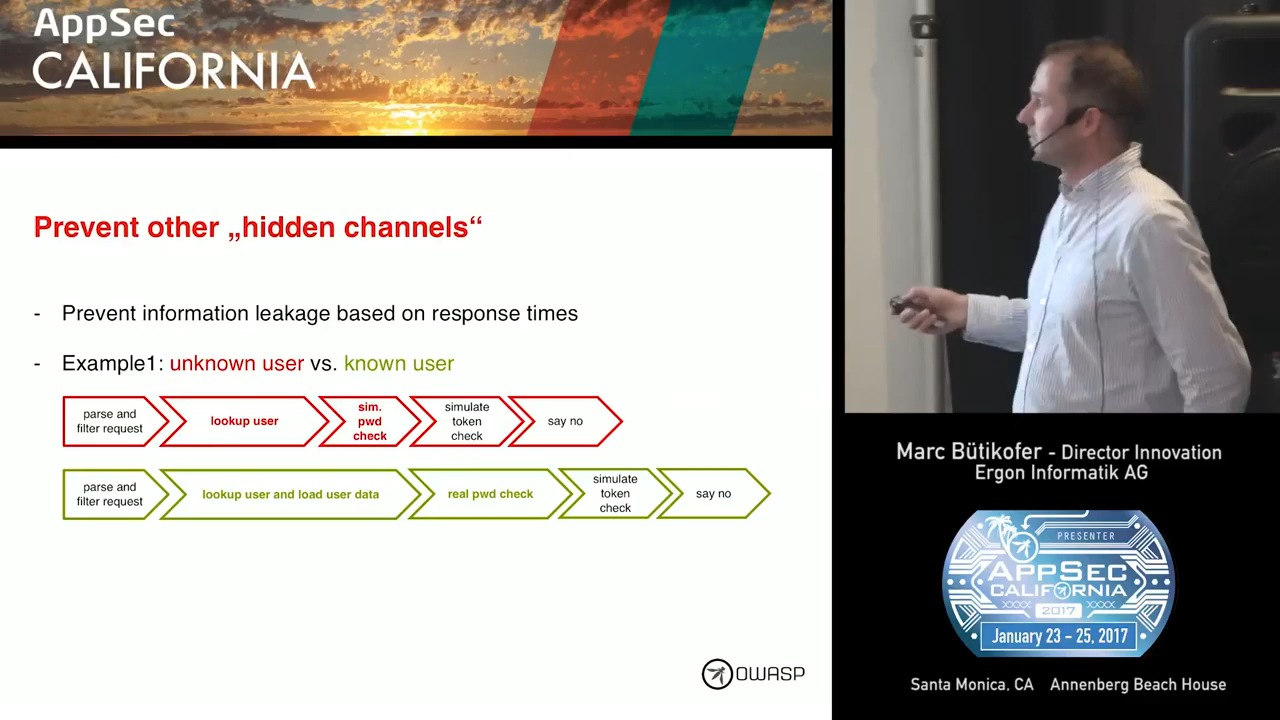 AppSec
CALIFORNIA
Prevent other „hidden channels“
- Prevent information leakage based on response times
- Example1: unknown user vs. known user
parse and
filter request
lookup user
sim.
pwd
check
simulate
token
check
say no
parse and
filter request
lookup user and load user data
real pwd check
simulate
token
check
say no
OWASP
Marc Bütikofer - Director Innovation
Ergon Informatik AG
PRESENTER
APPSEC
CALIFORNIA
2017
January 23 – 25, 2017
Santa Monica, CA Annenberg Beach House